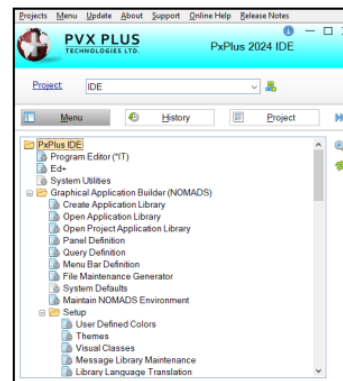 Projects Menu Update About Support Online Help Release Notes
PVX PLUS
TECHNOLOGIES LTD.
PxPlus 2024 IDE
Project IDE
Menu History Project
PxPlus IDE
Program Editor (*IT)
Ed+
System Utilities
Graphical Application Builder (NOMADS)
Create Application Library
Open Application Library
Open Project Application Library
Panel Definition
Query Definition
Menu Bar Definition
File Maintenance Generator
System Defaults
Maintain NOMADS Environment
Setup
User Defined Colors
Themes
Visual Classes
Message Library Maintenance
Library Language Translation